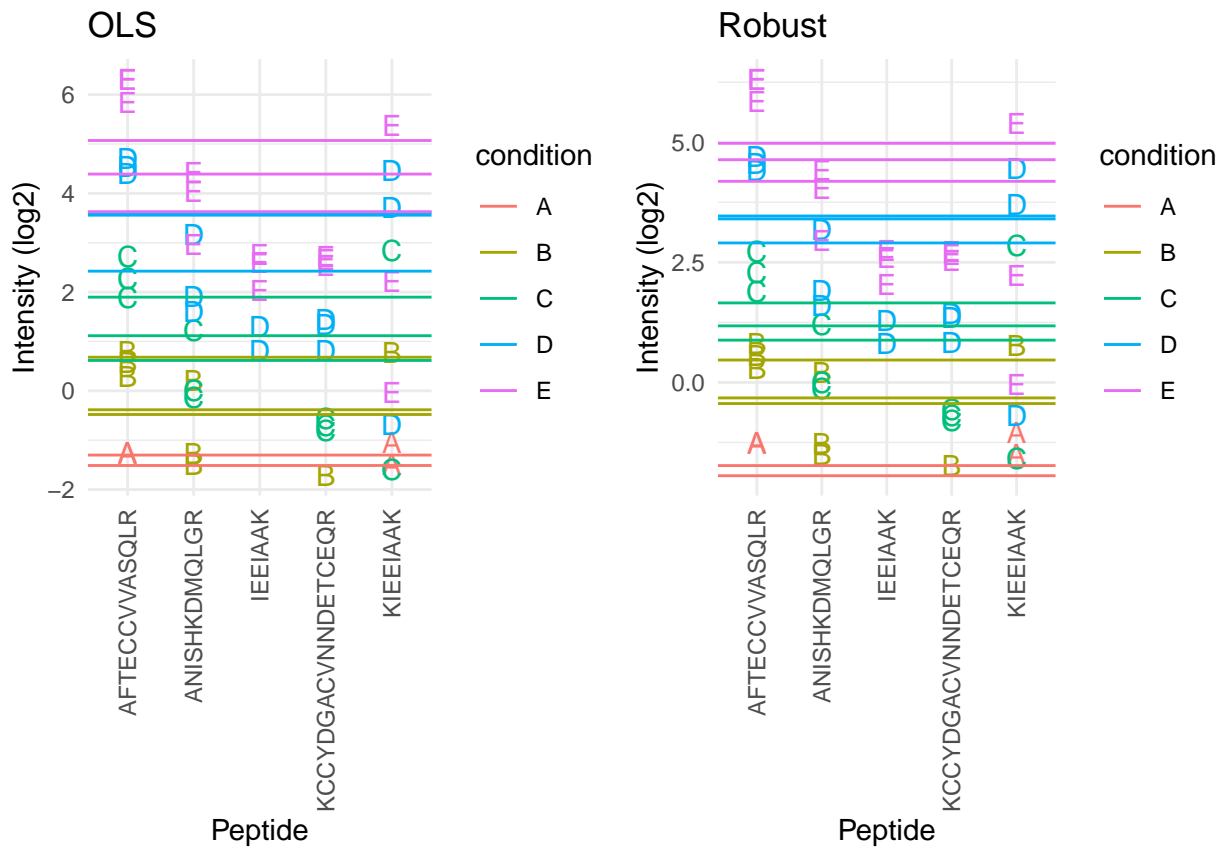 OLS
Intensity (log2)
6
4
2
0
−2
E E
E E E E
E E E E E E E E
D D D D D D
D D D D D D D D D
C C C C C
C C C C C C
B B B B B
B B B B
A A A
AFTECCVVASQLR
ANISHKDMQLGR
IEEIAAK
KCCYDGACVNNDETCEQR
KIEEIAAK
Peptide
condition
A
B
C
D
E
Robust
Intensity (log2)
5.0
2.5
0.0
AFTECCVVASQLR
ANISHKDMQLGR
IEEIAAK
KCCYDGACVNNDETCEQR
KIEEIAAK
Peptide
condition
A
B
C
D
E